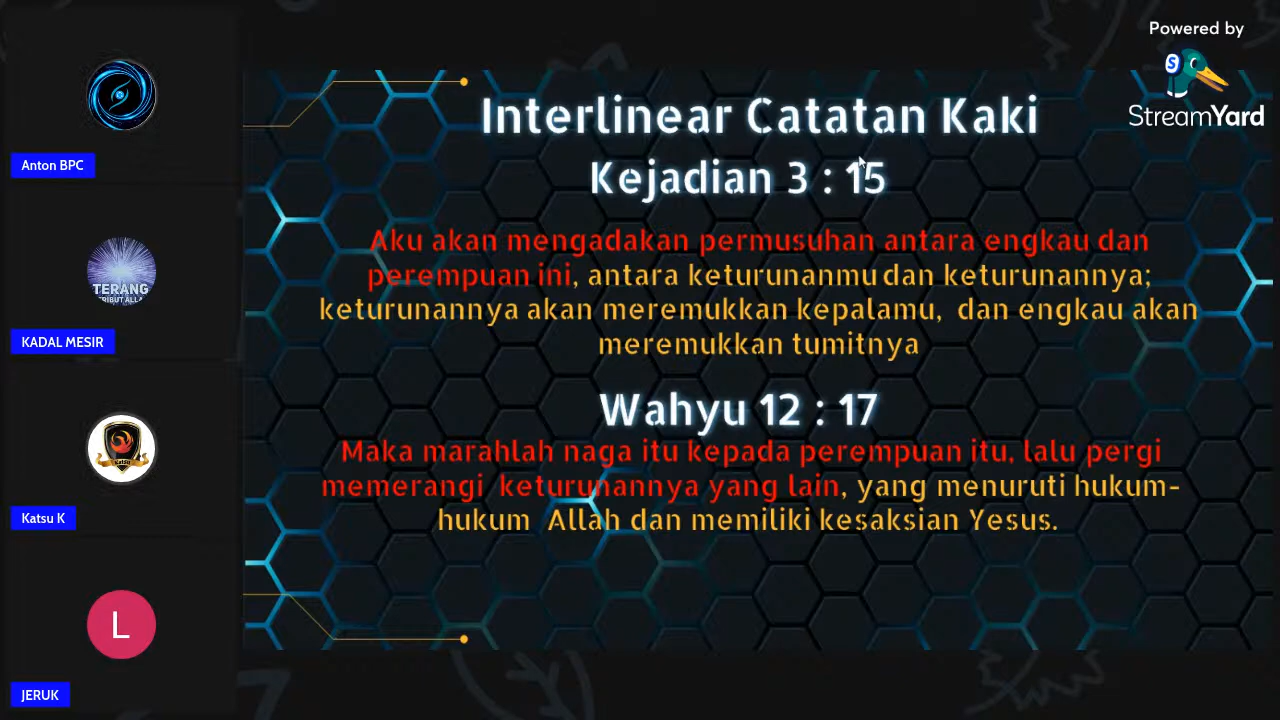 Powered by
StreamYard
Anton BPC
TERANG
KADAL MESIR
Katsu
Katsu K
L
JERUK
Interlinear Catatan Kaki
Kejadian 3 : 15
Aku akan mengadakan permusuhan antara engkau dan
perempuan ini, antara keturunanmu dan keturunannya;
keturunannya akan meremukkan kepalamu, dan engkau akan
meremukkan tumitnya
Wahyu 12 : 17
Maka marahlah naga itu kepada perempuan itu, lalu pergi
memerangi keturunannya yang lain, yang menuruti hukum-
hukum Allah dan memiliki kesaksian Yesus.